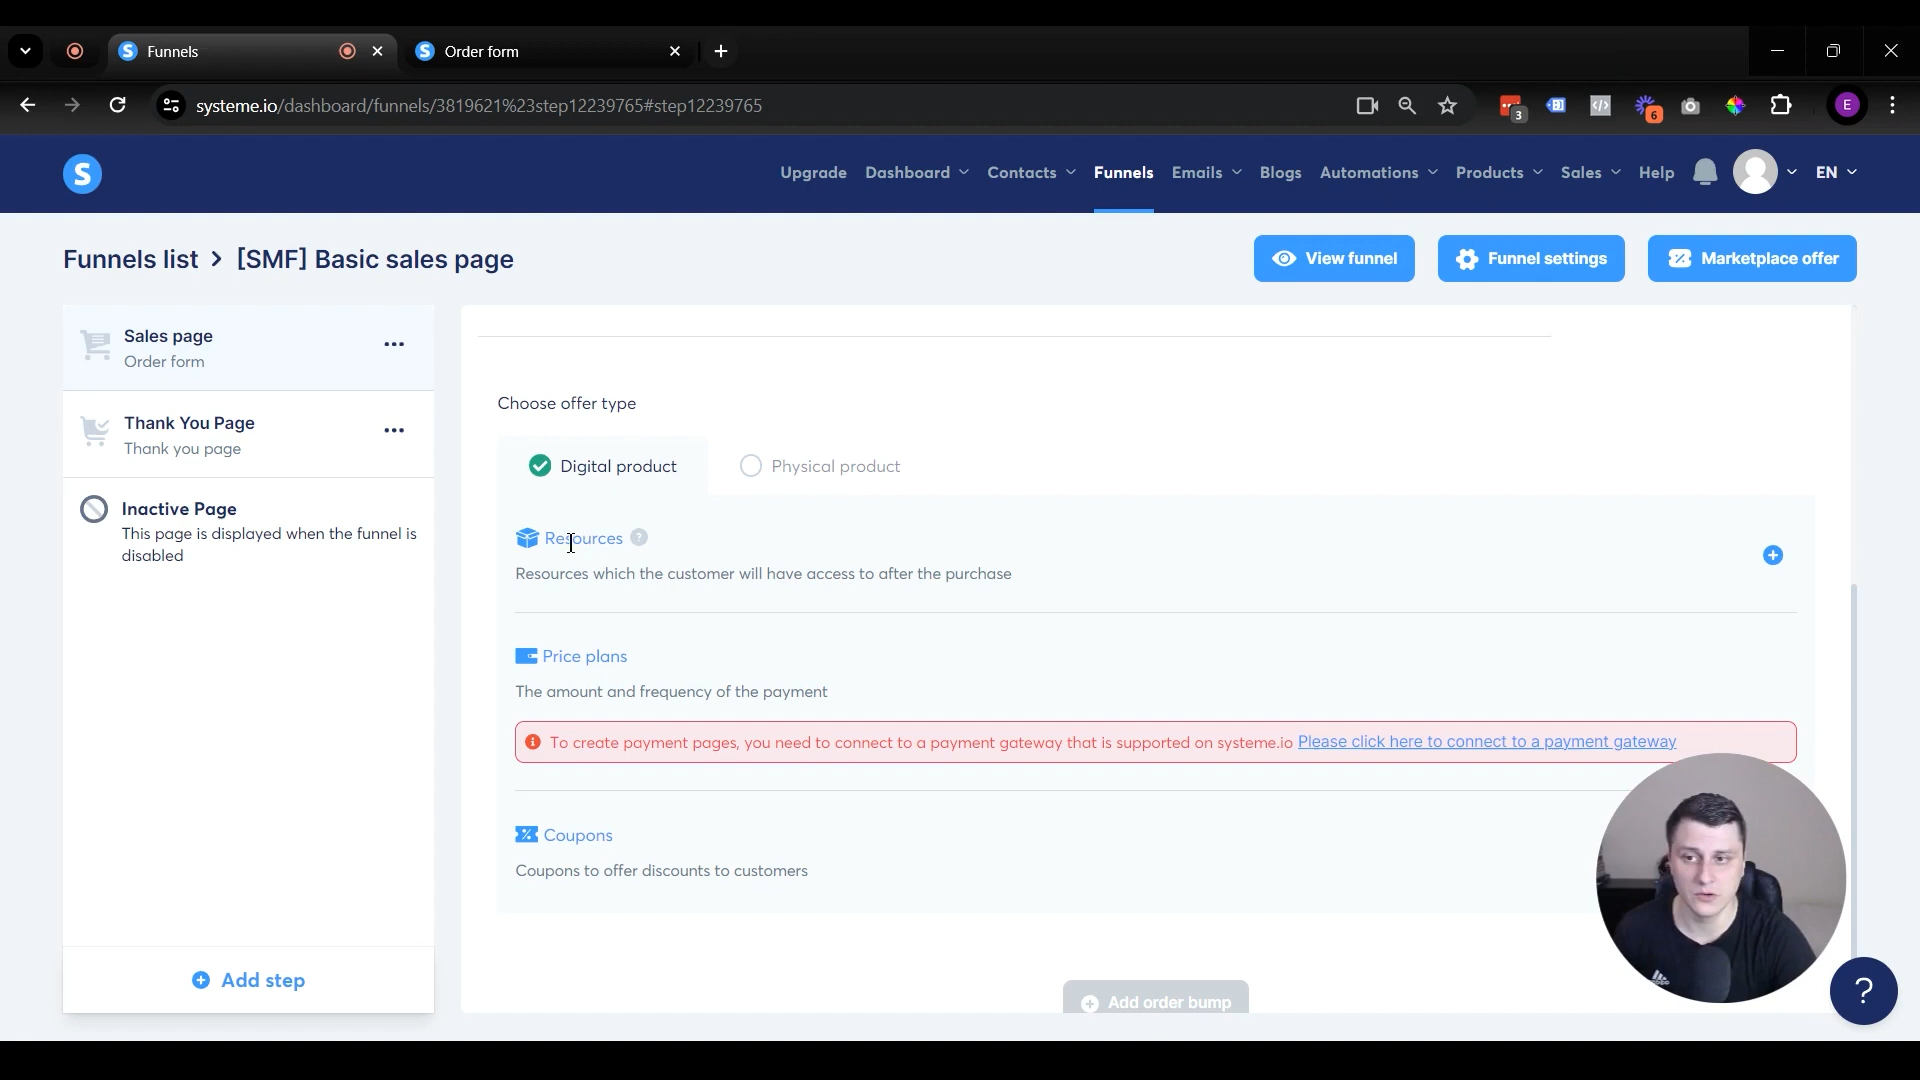 Funnels
Order form
systeme.io/dashboard/funnels/3819621%23step12239765#step12239765
3
6
E
S
Upgrade Dashboard Contacts Funnels Emails Blogs Automations Products Sales Help EN
Funnels list > [SMF] Basic sales page
View funnel
Funnel settings
Marketplace offer
Sales page
Order form
Thank You Page
Thank you page
Inactive Page
This page is displayed when the funnel is
disabled
Add step
Choose offer type
Digital product
Physical product
Resources ?
Resources which the customer will have access to after the purchase
Price plans
The amount and frequency of the payment
To create payment pages, you need to connect to a payment gateway that is supported on systeme.io Please click here to connect to a payment gateway
Coupons
Coupons to offer discounts to customers
Add order bump
?